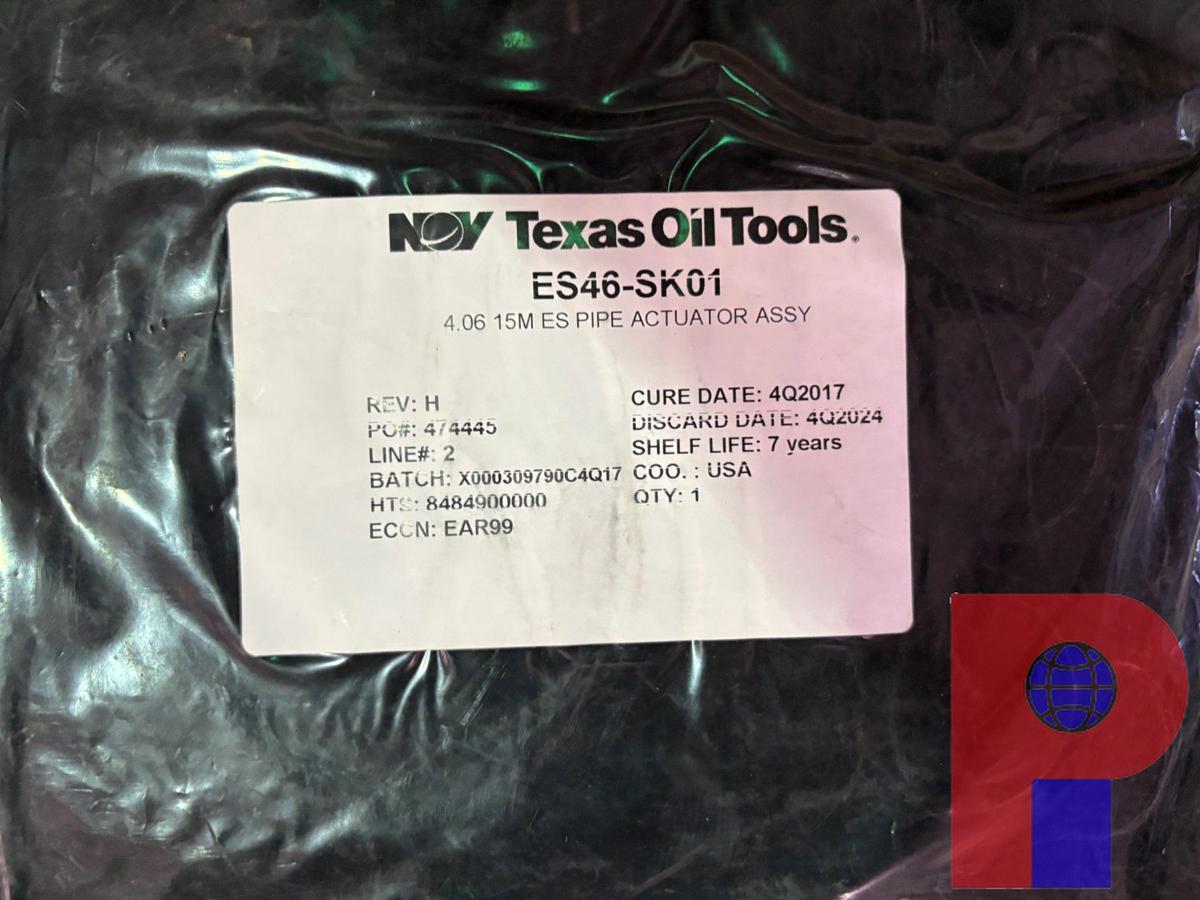 NOV Texas Oil Tools.
ES46-SK01
4.06 15M ES PIPE ACTUATOR ASSY
REV: H
PO#: 474445
LINE#: 2
BATCH: X000309790C4Q17
HTS: 8484900000
ECCN: EAR99
CURE DATE: 4Q2017
DISCARD DATE: 4Q2024
SHELF LIFE: 7 years
COO. : USA
QTY: 1